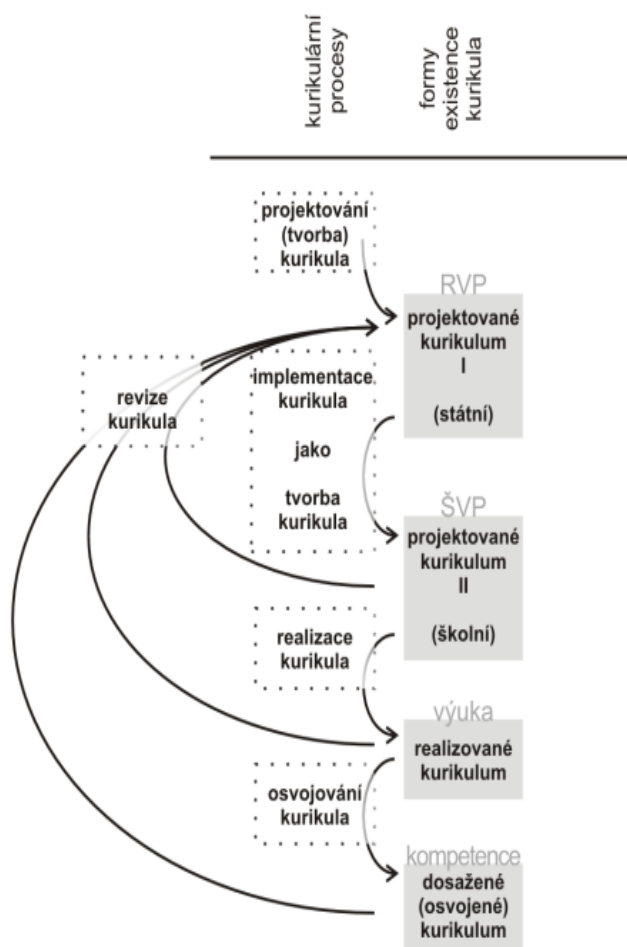 kurikulární
procesy
formy
existence
kurikula
projektování
(tvorba)
kurikula
RVP
projektované
kurikulum
I
(státní)
revize
kurikula
implementace
kurikula
jako
tvorba
kurikula
ŠVP
projektované
kurikulum
II
(školní)
realizace
kurikula
výuka
realizované
kurikulum
osvojování
kurikula
kompetence
dosažené
(osvojené)
kurikulum